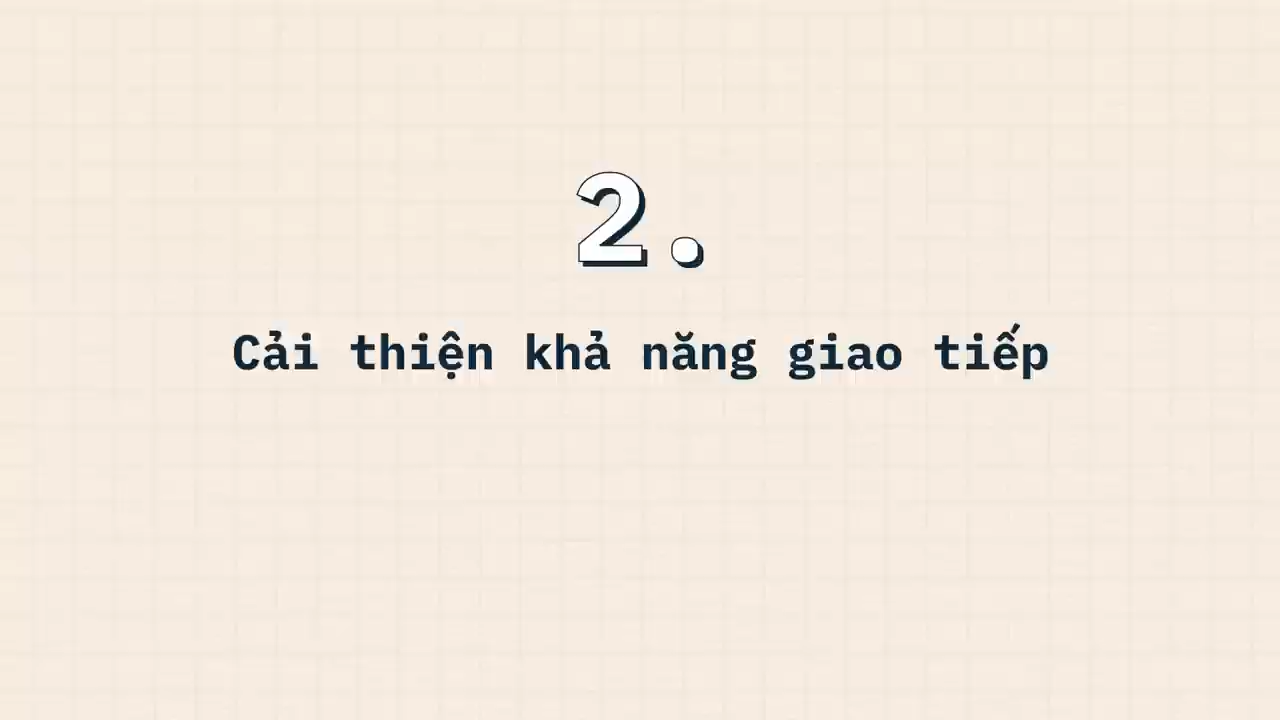 2.
Cải thiện khả năng giao tiếp